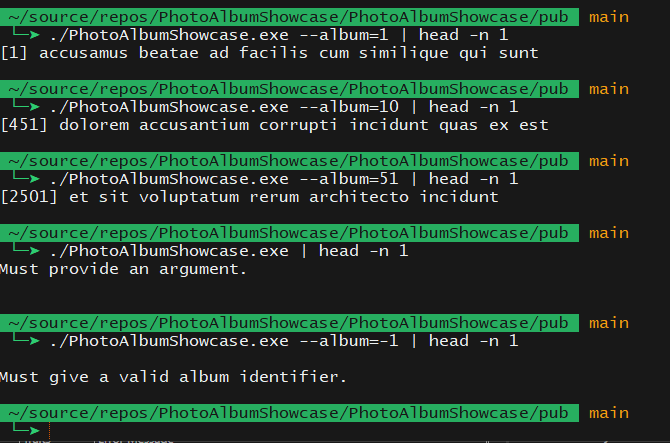 ~/source/repos/PhotoAlbumShowcase/PhotoAlbumShowcase/pub main
./PhotoAlbumShowcase.exe --album=1 | head -n 1
[1] accusamus beatae ad facilis cum similique qui sunt
~/source/repos/PhotoAlbumShowcase/PhotoAlbumShowcase/pub main
./PhotoAlbumShowcase.exe --album=10 | head -n 1
[451] dolorem accusantium corrupti incidunt quas ex est
~/source/repos/PhotoAlbumShowcase/PhotoAlbumShowcase/pub main
./PhotoAlbumShowcase.exe --album=51 | head -n 1
[2501] et sit voluptatum rerum architecto incidunt
~/source/repos/PhotoAlbumShowcase/PhotoAlbumShowcase/pub main
./PhotoAlbumShowcase.exe | head -n 1
Must provide an argument.
~/source/repos/PhotoAlbumShowcase/PhotoAlbumShowcase/pub main
./PhotoAlbumShowcase.exe --album=-1 | head -n 1
Must give a valid album identifier.
~/source/repos/PhotoAlbumShowcase/PhotoAlbumShowcase/pub main